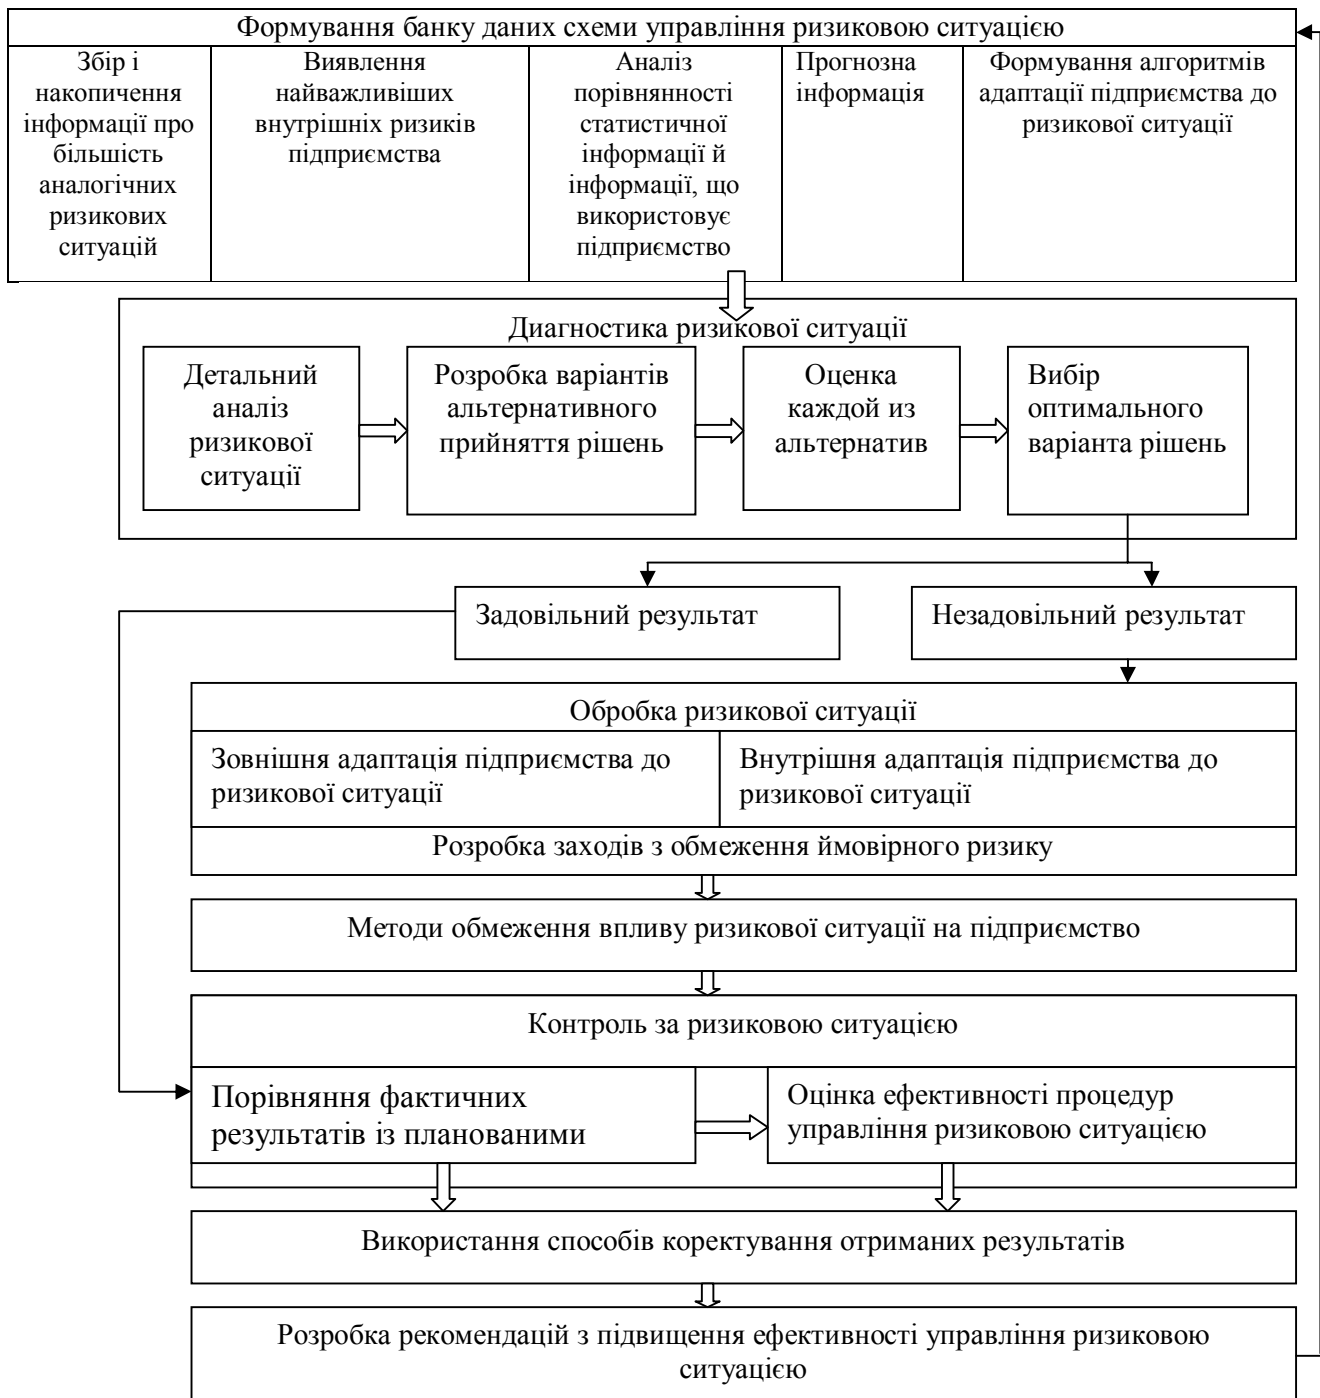 Формування банку даних схеми управління ризиковою ситуацією
Збір і
накопичення
інформації про
більшість
аналогічних
ризикових
ситуацій
Виявлення
найважливіших
внутрішніх ризиків
підприємства
Аналіз
порівнянності
статистичної
інформації й
інформації, що
використовує
підприємство
Прогнозна
інформація
Формування алгоритмів
адаптації підприємства до
ризикової ситуації
Диагностика ризикової ситуації
Детальний
аналіз
ризикової
ситуації
Розробка варіантів
альтернативного
прийняття рішень
Оценка
каждой из
альтернатив
Вибір
оптимального
варіанта рішень
Задовільний результат
Незадовільний результат
Обробка ризикової ситуації
Зовнішня адаптація підприємства до
ризикової ситуації
Внутрішня адаптація підприємства до
ризикової ситуації
Розробка заходів з обмеження ймовірного ризику
Методи обмеження впливу ризикової ситуації на підприємство
Контроль за ризиковою ситуацією
Порівняння фактичних
результатів із планованими
Оцінка ефективності процедур
управління ризиковою ситуацією
Використання способів коректування отриманих результатів
Розробка рекомендацій з підвищення ефективності управління ризиковою
ситуацією